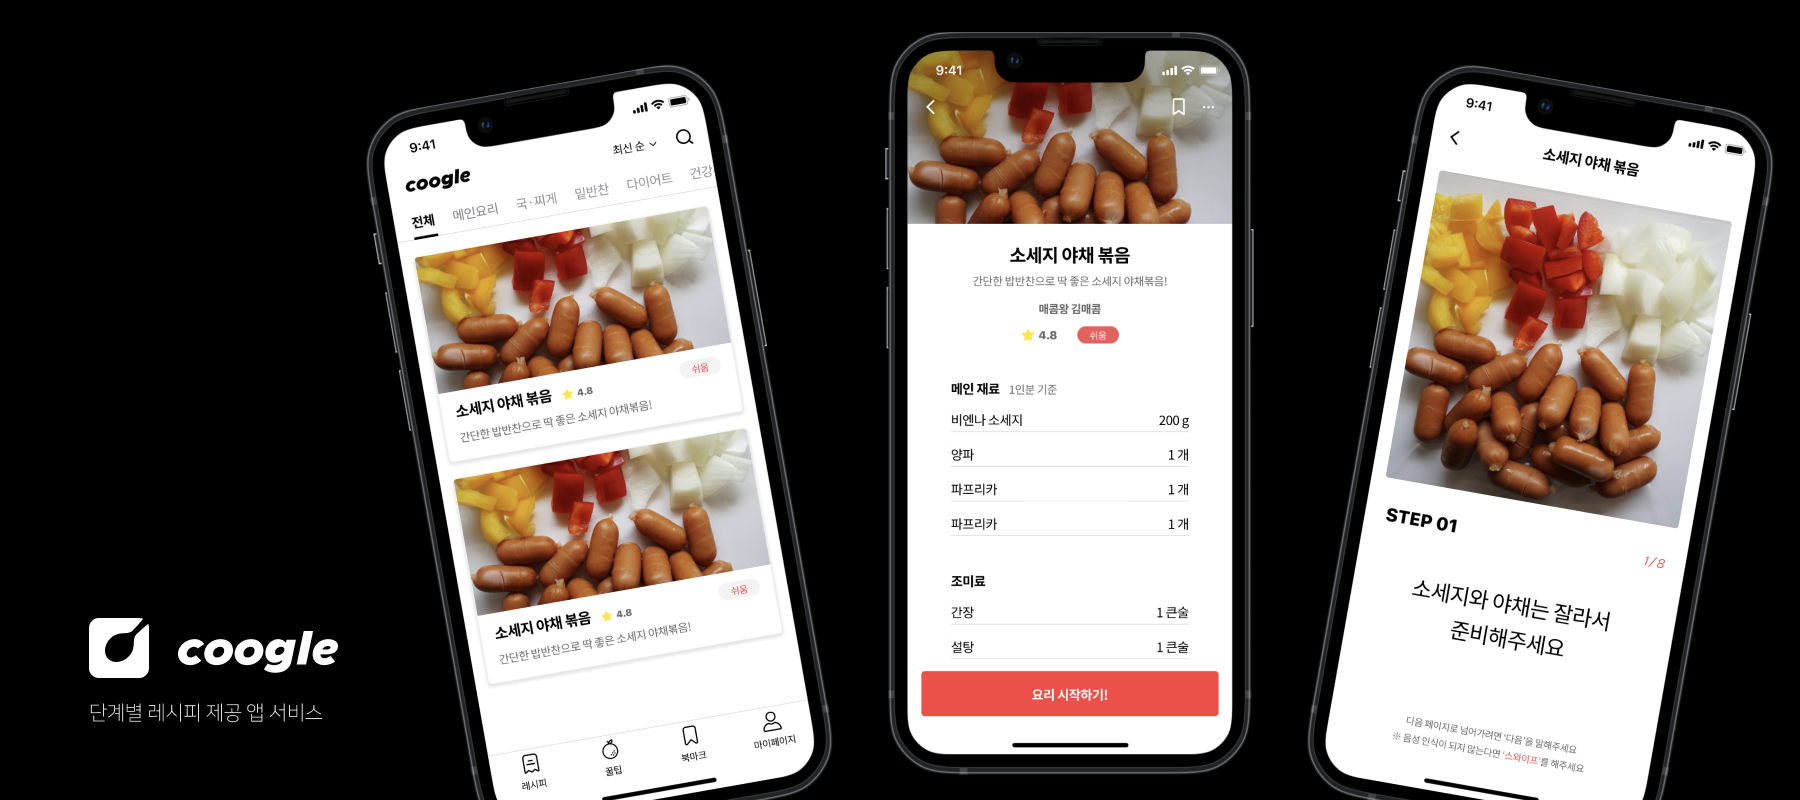 coogle
단계별 레시피 제공 앱 서비스
9:41
coogle
최신 순
전체 메인요리 국·찌게 밑반찬 다이어트 건강
소세지 야채 볶음 4.8 쉬움
간단한 밥반찬으로 딱 좋은 소세지 야채볶음!
소세지 야채 볶음 4.8 쉬움
간단한 밥반찬으로 딱 좋은 소세지 야채볶음!
레시피 꿀팁 북마크 마이페이지
9:41
소세지 야채 볶음
간단한 밥반찬으로 딱 좋은 소세지 야채볶음!
매콤왕 김매콤
4.8 쉬움
메인 재료 1인분 기준
비엔나 소세지 200 g
양파 1 개
파프리카 1 개
파프리카 1 개
조미료
간장 1 큰술
설탕 1 큰술
요리 시작하기!
9:41
소세지 야채 볶음
STEP 01
1/8
소세지와 야채는 잘라서
준비해주세요
다음 페이지로 넘어가려면 '다음'을 말해주세요
※ 음성 인식이 되지 않는다면 '스와이프'를 해주세요